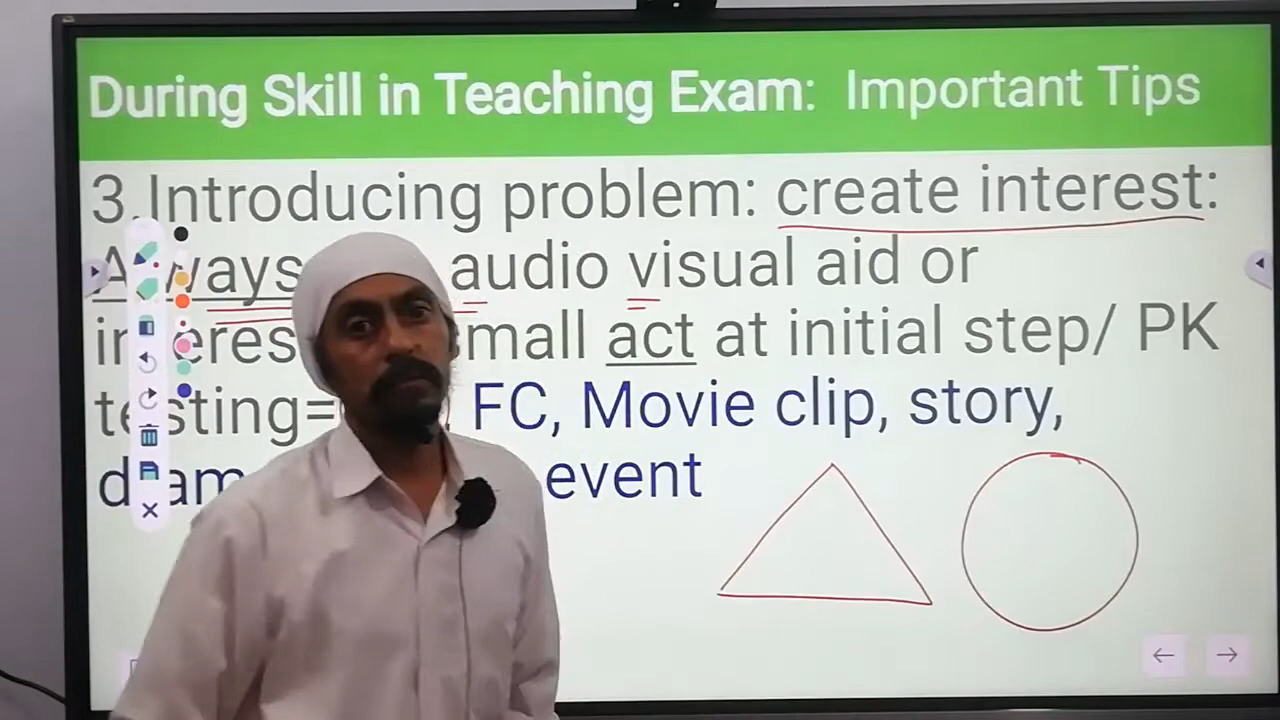 During Skill in Teaching Exam: Important Tips
3.Introducing problem: create interest:
audio visual aid or
act at initial step/ PK
FC, Movie clip, story,
event